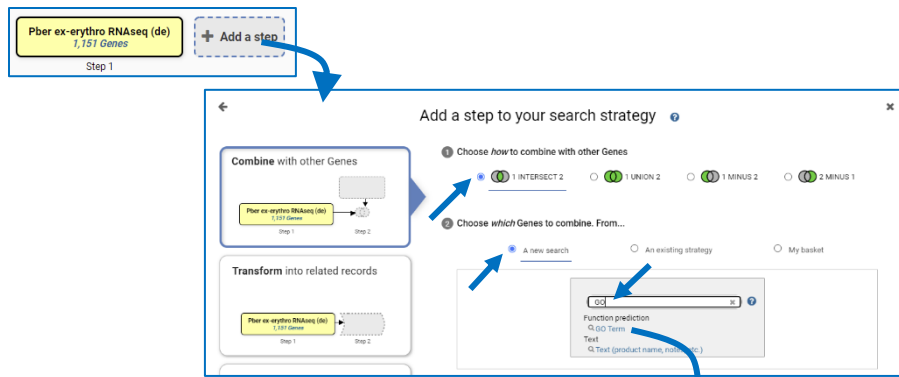 Pber ex-erythro RNAseq (de)
1,151 Genes
Step 1
+ Add a step
Add a step to your search strategy ?
Combine with other Genes
Pber ex-erythro RNAseq (de)
1,151 Genes
Step 1
Step 2
Transform into related records
Pber ex-erythro RNAseq (de)
1,151 Genes
Step 1
Step 2
1 Choose how to combine with other Genes
1 INTERSECT 2
1 UNION 2
1 MINUS 2
2 MINUS 1
2 Choose which Genes to combine. From...
A new search
An existing strategy
My basket
GO
Function prediction
GO Term
Text
Text (product name, notes, etc.)